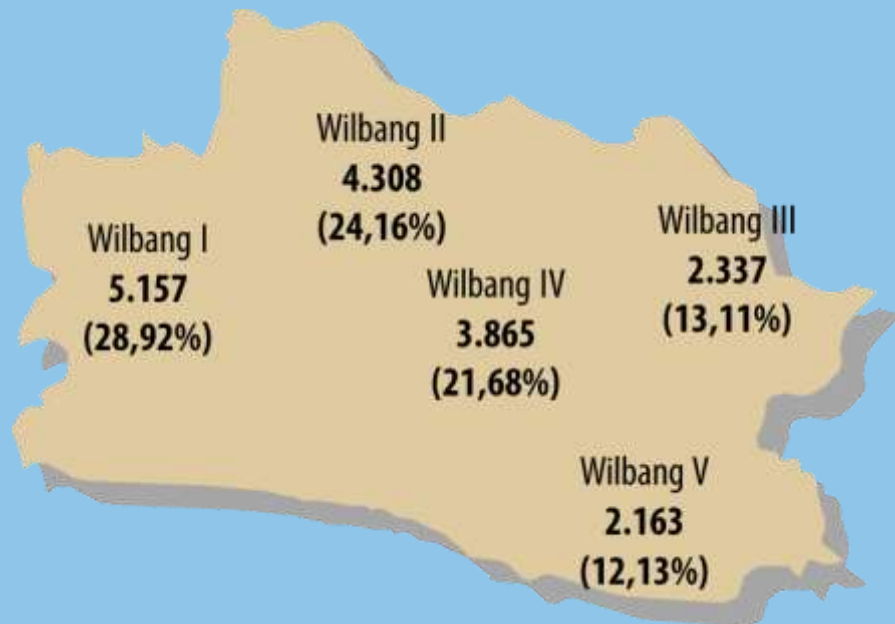 Wilbang II
4.308
(24,16%)
Wilbang I
5.157
(28,92%)
Wilbang III
2.337
(13,11%)
Wilbang IV
3.865
(21,68%)
Wilbang V
2.163
(12,13%)